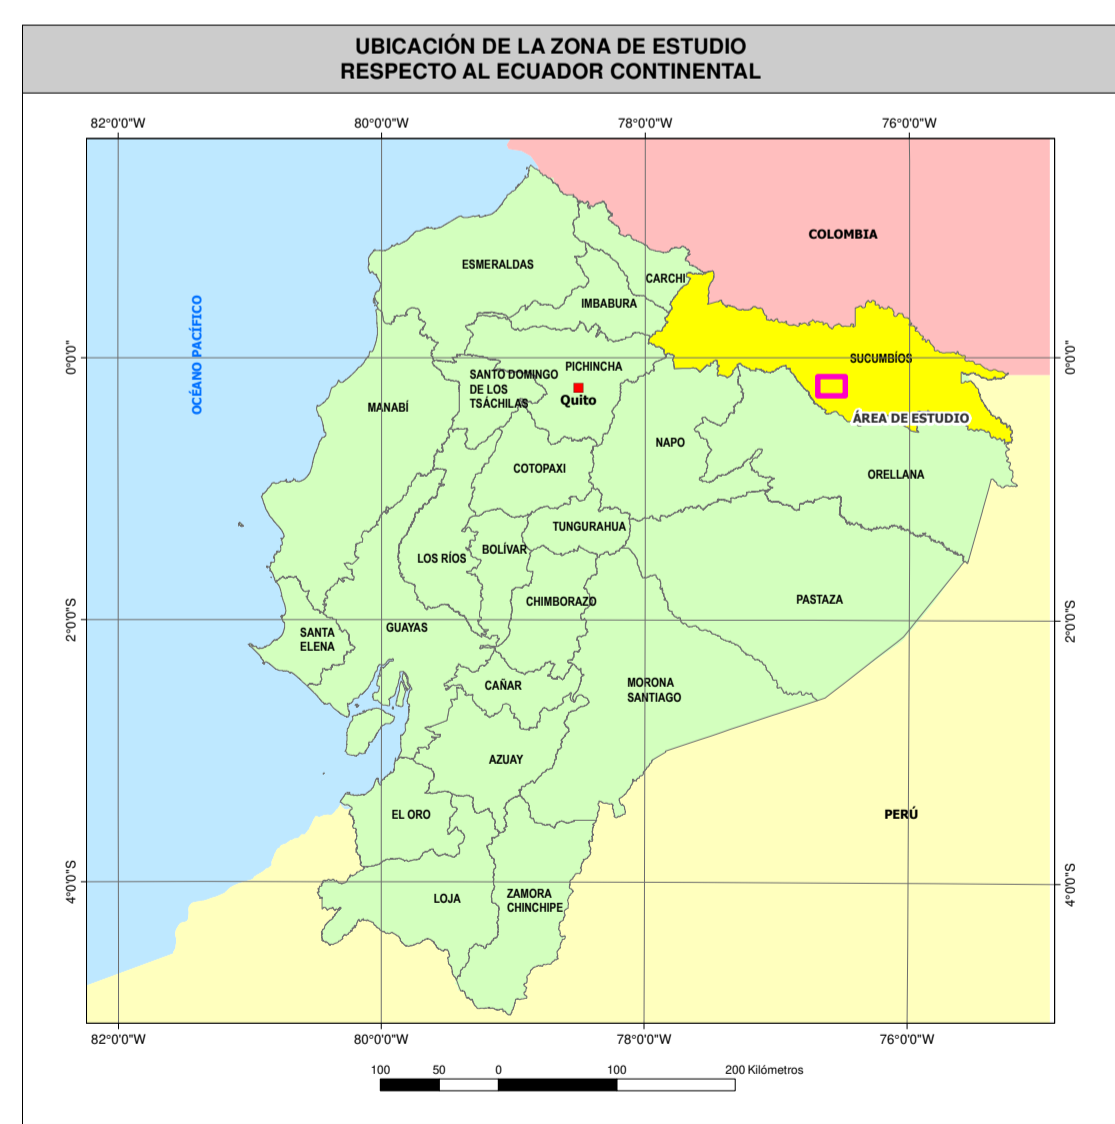 UBICACIÓN DE LA ZONA DE ESTUDIO
RESPECTO AL ECUADOR CONTINENTAL
82°0'0"W
80°0'0"W
78°0'0"W
76°0'0"W
COLOMBIA
ESMERALDAS
CARCHI
IMBABURA
OCÉANO PACÍFICO
0°0'0"
0°0'0"
SUCUMBÍOS
PICHINCHA
SANTO DOMINGO
DE LOS
TSÁCHILAS
Quito
MANABÍ
ÁREA DE ESTUDIO
NAPO
COTOPAXI
ORELLANA
TUNGURAHUA
BOLÍVAR
LOS RÍOS
CHIMBORAZO
PASTAZA
2°0'0"S
2°0'0"S
GUAYAS
SANTA
ELENA
CAÑAR
MORONA
SANTIAGO
AZUAY
EL ORO
PERÚ
4°0'0"S
4°0'0"S
LOJA
ZAMORA
CHINCHIPE
82°0'0"W
80°0'0"W
78°0'0"W
76°0'0"W
100
50
0
100
200 Kilómetros